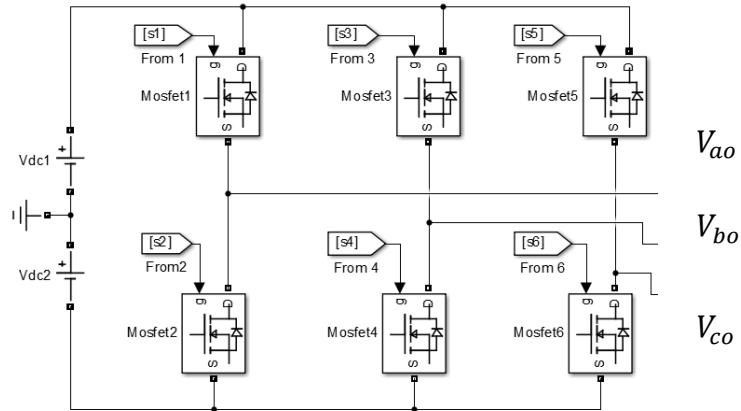 [s1]
From 1
g
D
Mosfet1
S
[s3]
From 3
g
D
Mosfet3
S
[s5]
From 5
g
D
Mosfet5
S
+
Vdc1
V_ao
[s2]
From2
g
D
Mosfet2
S
[s4]
From 4
g
D
Mosfet4
S
[s6]
From 6
g
D
Mosfet6
S
+
Vdc2
V_bo
V_co